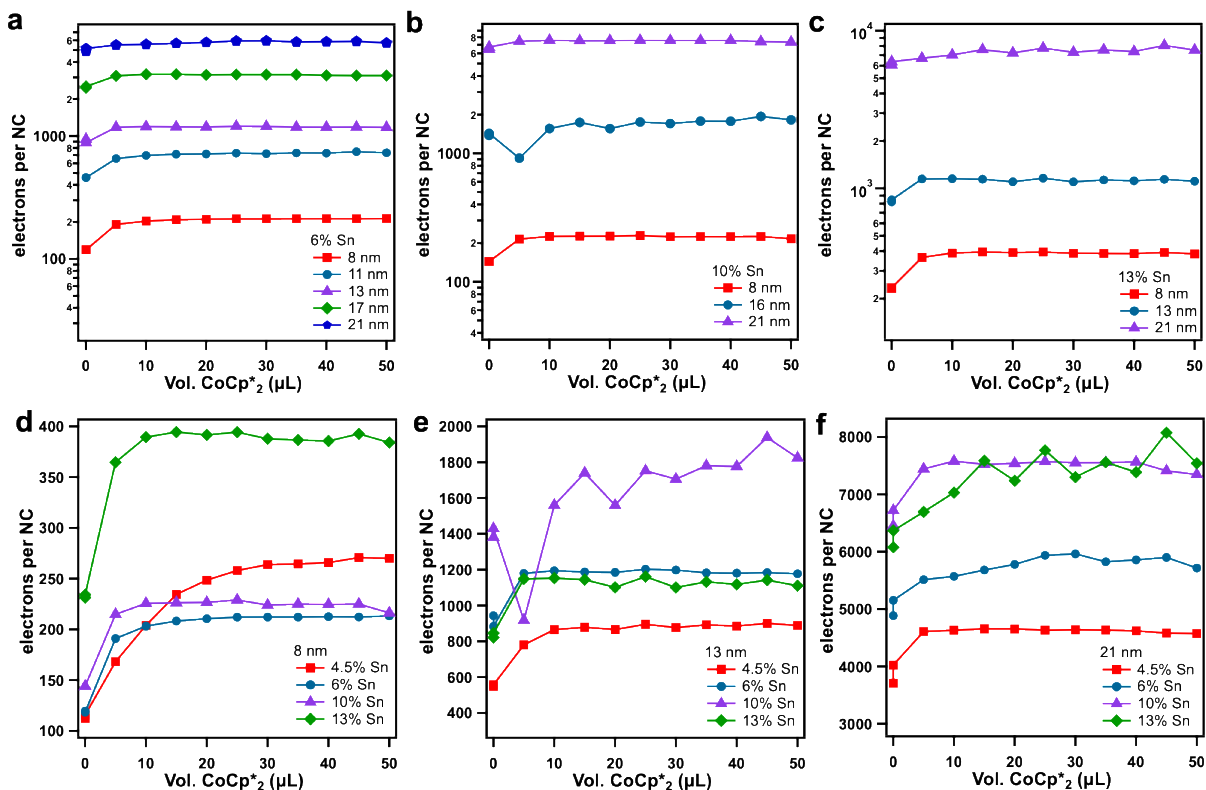 a
electrons per NC
6
4
2
1000
8
6
4
2
100
8
6
4
6% Sn
8 nm
11 nm
13 nm
17 nm
21 nm
0 10 20 30 40 50
Vol. CoCp*2 (µL)
b
electrons per NC
8
6
4
2
1000
8
6
4
2
100
8
6
4
10% Sn
8 nm
16 nm
21 nm
0 10 20 30 40 50
Vol. CoCp*2 (µL)
c
electrons per NC
10^4
8
6
5
4
3
2
10^3
8
6
5
4
3
2
13% Sn
8 nm
13 nm
21 nm
0 10 20 30 40 50
Vol. CoCp*2 (µL)
d
electrons per NC
400
350
300
250
200
150
100
8 nm
4.5% Sn
6% Sn
10% Sn
13% Sn
0 10 20 30 40 50
Vol. CoCp*2 (µL)
e
electrons per NC
2000
1800
1600
1400
1200
1000
800
600
400
13 nm
4.5% Sn
6% Sn
10% Sn
13% Sn
0 10 20 30 40 50
Vol. CoCp*2 (µL)
f
electrons per NC
8000
7000
6000
5000
4000
3000
21 nm
4.5% Sn
6% Sn
10% Sn
13% Sn
0 10 20 30 40 50
Vol. CoCp*2 (µL)